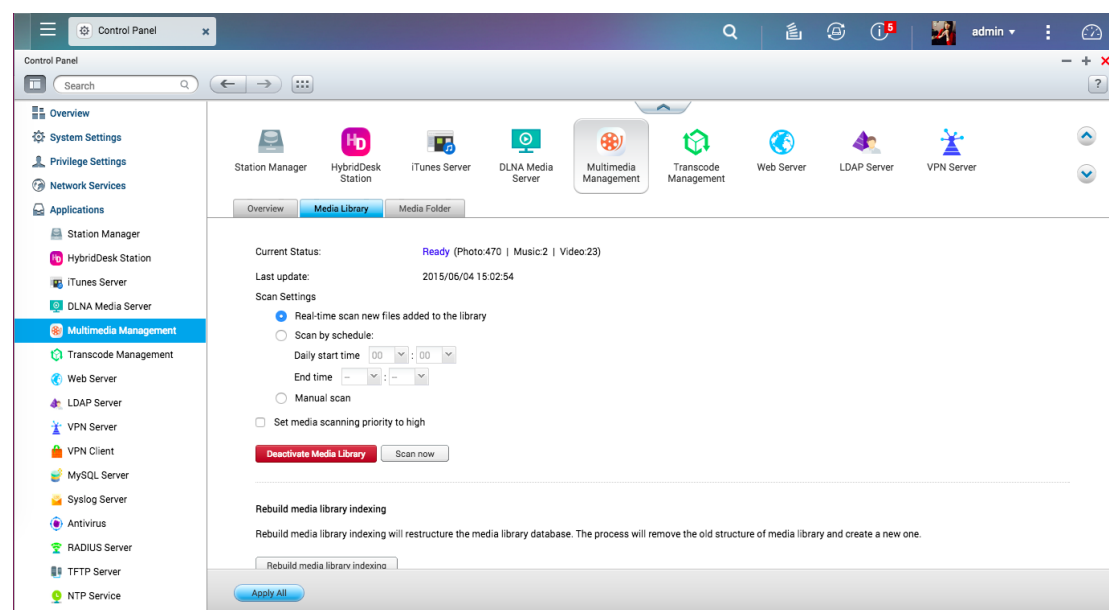 Control Panel
5
admin
Control Panel
Search
?
Overview
System Settings
Privilege Settings
Network Services
Applications
Station Manager
HybridDesk Station
iTunes Server
DLNA Media Server
Multimedia Management
Transcode Management
Web Server
LDAP Server
VPN Server
VPN Client
MySQL Server
Syslog Server
Antivirus
RADIUS Server
TFTP Server
NTP Service
Station Manager
HD
HybridDesk
Station
iTunes Server
DLNA Media
Server
Multimedia
Management
Transcode
Management
Web Server
LDAP Server
VPN Server
Overview Media Library Media Folder
Current Status: Ready (Photo:470 | Music:2 | Video:23)
Last update: 2015/06/04 15:02:54
Scan Settings
Real-time scan new files added to the library
Scan by schedule:
Daily start time 00 : 00
End time -- : --
Manual scan
Set media scanning priority to high
Deactivate Media Library Scan now
Rebuild media library indexing
Rebuild media library indexing will restructure the media library database. The process will remove the old structure of media library and create a new one.
Rebuild media library indexing
Apply All